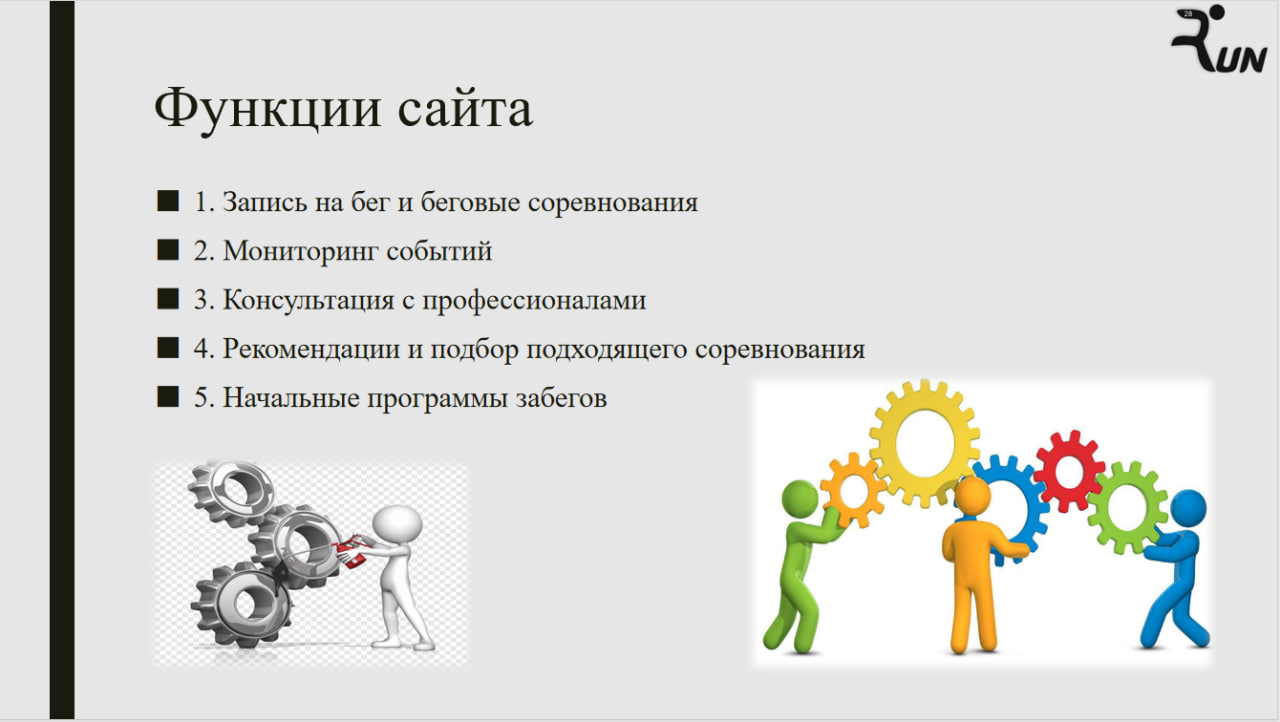 28
RUN
Функции сайта
1. Запись на бег и беговые соревнования
2. Мониторинг событий
3. Консультация с профессионалами
4. Рекомендации и подбор подходящего соревнования
5. Начальные программы забегов